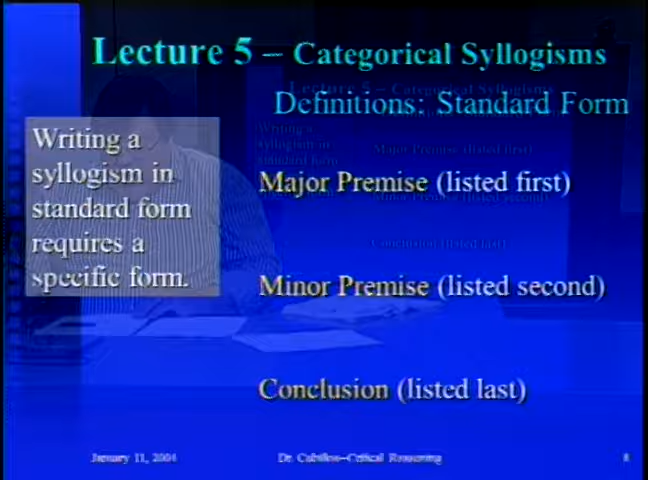 Lecture 5 – Categorical Syllogisms
Definitions: Standard Form
Writing a
syllogism in
standard form
requires a
specific form.
Major Premise (listed first)
Minor Premise (listed second)
Conclusion (listed last)
January 11, 2004
Dr. Cubillos--Critical Reasoning
8